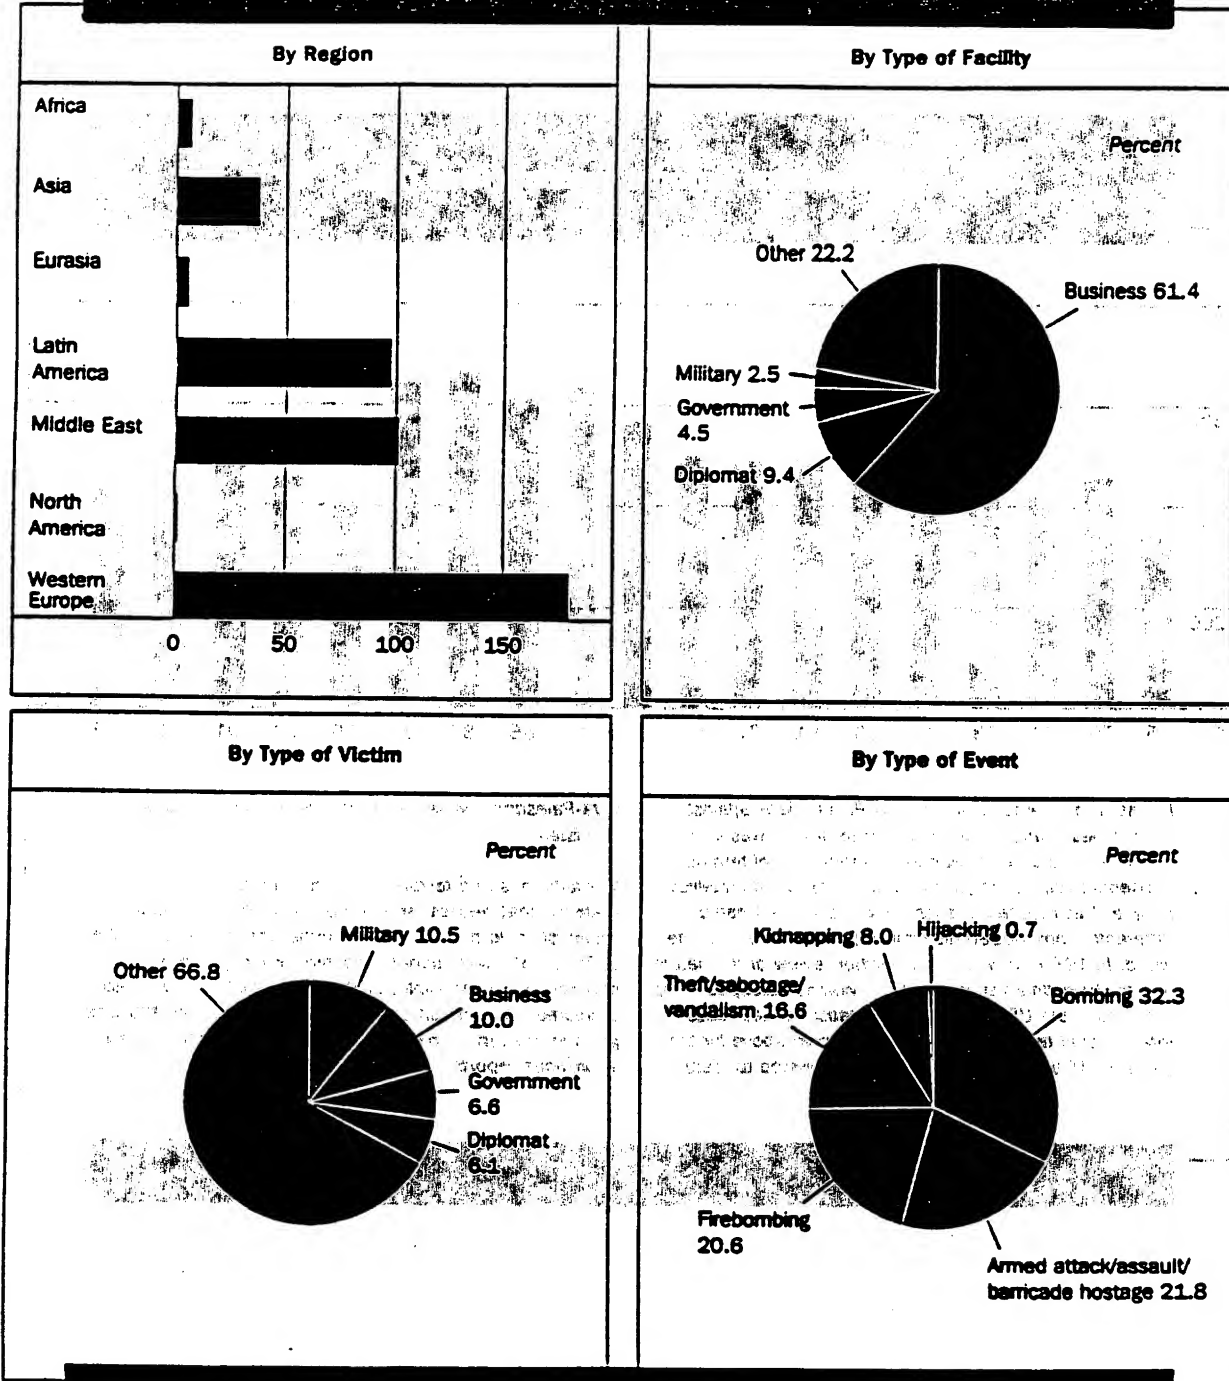 By Region
Africa
Asia
Eurasia
Latin
America
Middle East
North
America
Western
Europe
0 50 100 150
By Type of Facility
Percent
Other 22.2
Business 61.4
Military 2.5
Government
4.5
Diplomat 9.4
By Type of Victim
Percent
Military 10.5
Other 66.8
Business
10.0
Government
6.6
Diplomat
6.1
By Type of Event
Percent
Kidnapping 8.0
Hijacking 0.7
Theft/sabotage/
vandalism 16.6
Bombing 32.3
Firebombing
20.6
Armed attack/assault/
barricade hostage 21.8